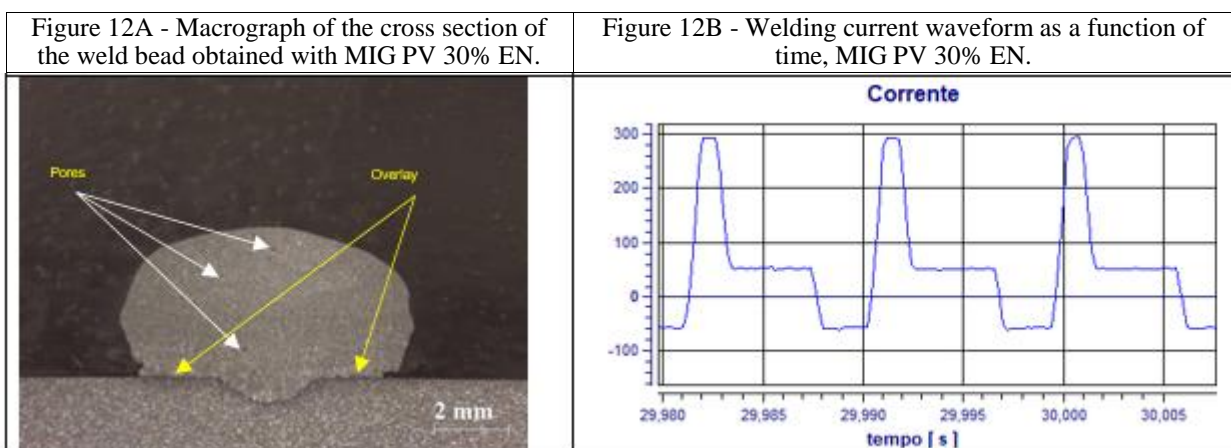 Figure 12A - Macrograph of the cross section of
the weld bead obtained with MIG PV 30% EN.
Figure 12B - Welding current waveform as a function of
time, MIG PV 30% EN.
Pores
Overlay
2 mm
Corrente
300
200
100
0
-100
29,980
29,985
29,990
29,995
30,000
30,005
tempo [ s ]